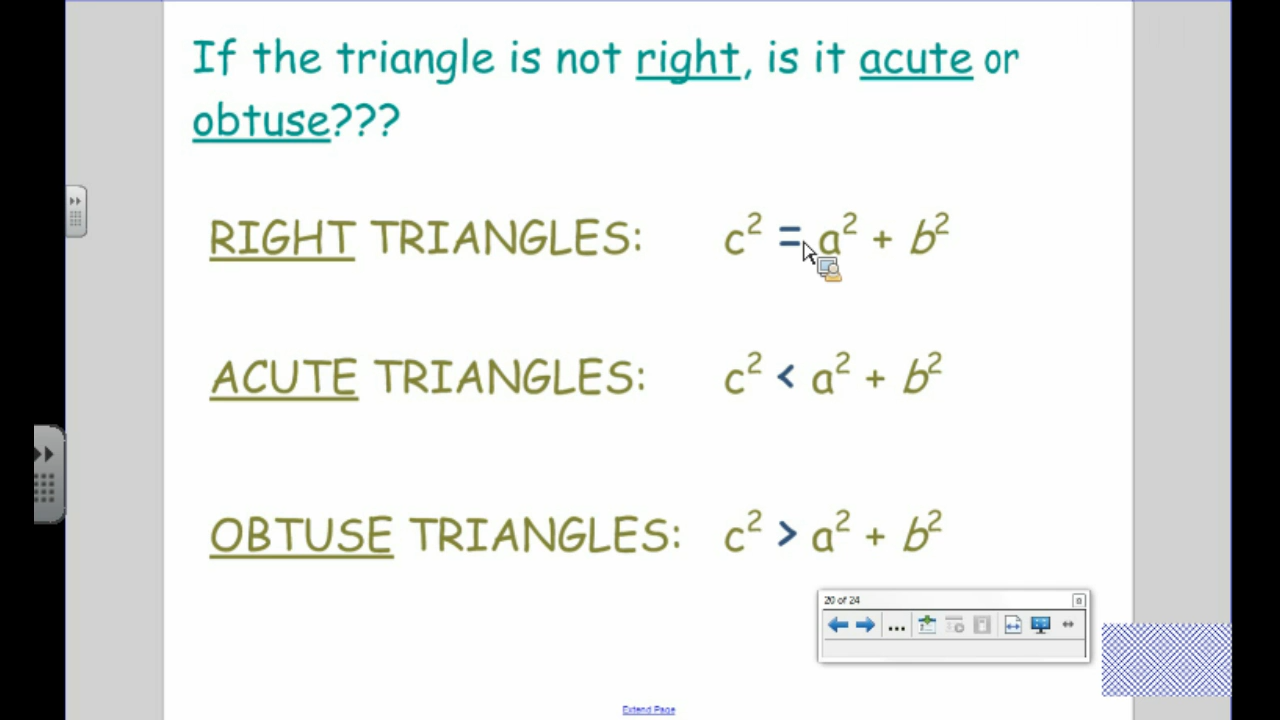 If the triangle is not right, is it acute or
obtuse???
RIGHT TRIANGLES: c² = a² + b²
ACUTE TRIANGLES: c² < a² + b²
OBTUSE TRIANGLES: c² > a² + b²
20 of 24
Extend Page